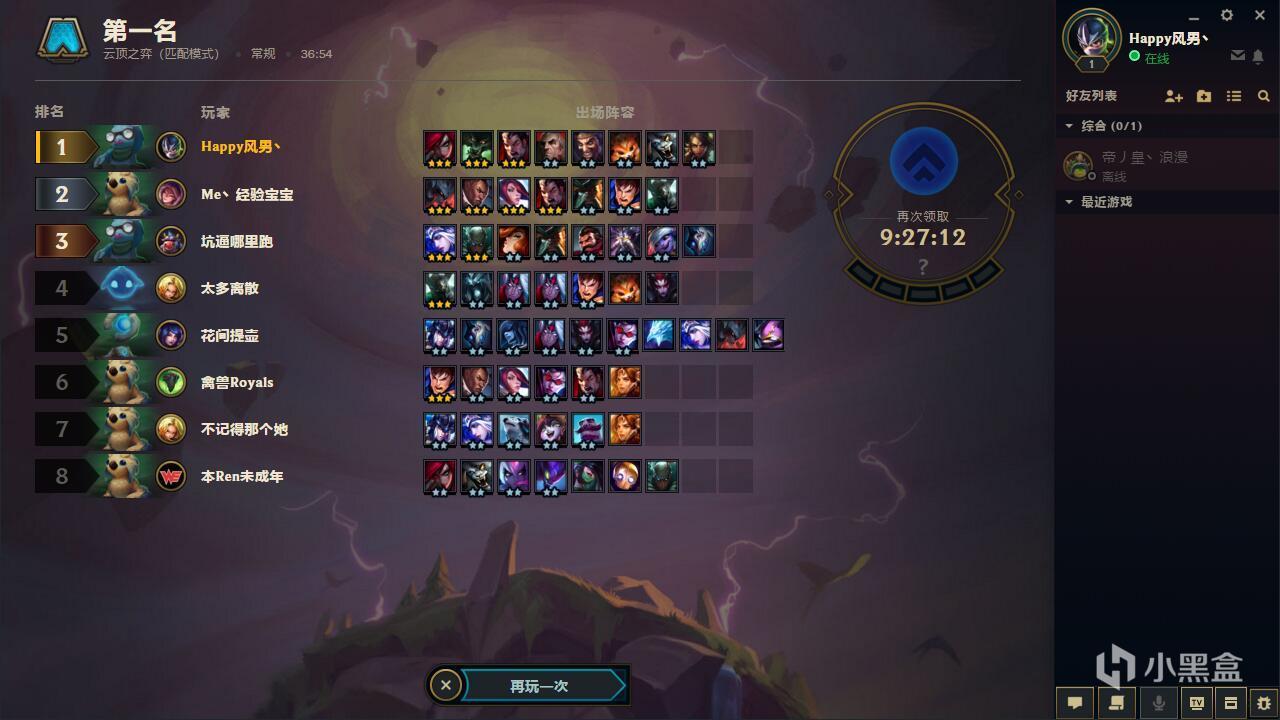 第一名
云顶之弈（匹配模式） • 常规 • 36:54
排名 玩家 出场阵容
1 Happy风男丶
2 Me丶经验宝宝
3 坑逼哪里跑
4 太多离散
5 花间提壶
6 禽兽Royals
7 不记得那个她
8 本Ren未成年
WE
再次领取
9:27:12
?
再玩一次
Happy风男丶
1
在线
好友列表
综合 (0/1)
帝丿皇丶浪漫
离线
最近游戏
小黑盒
TV